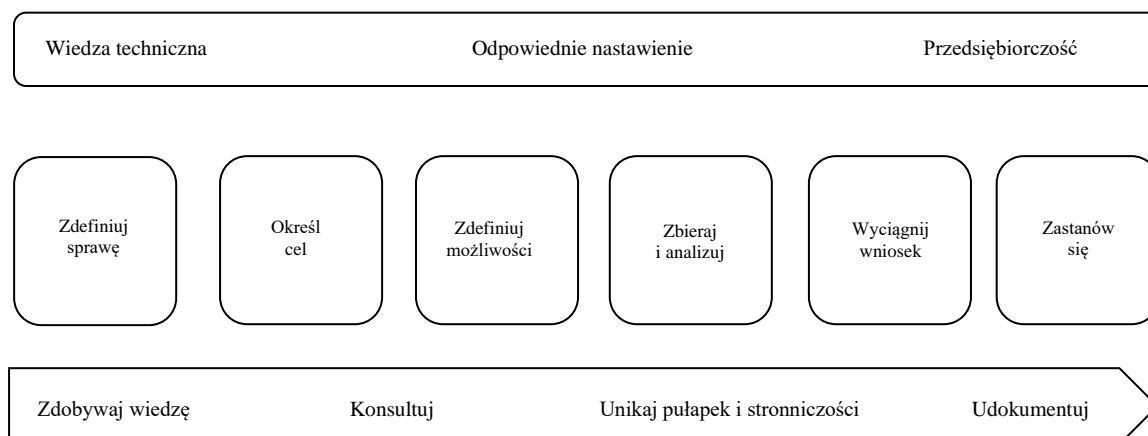 Wiedza techniczna Odpowiednie nastawienie Przedsiębiorczość
Zdefiniuj
sprawę
Określ
cel
Zdefiniuj
możliwości
Zbieraj
i analizuj
Wyciągnij
wniosek
Zastanów
się
Zdobywaj wiedzę Konsultuj Unikaj pułapek i stronniczości Udokumentuj